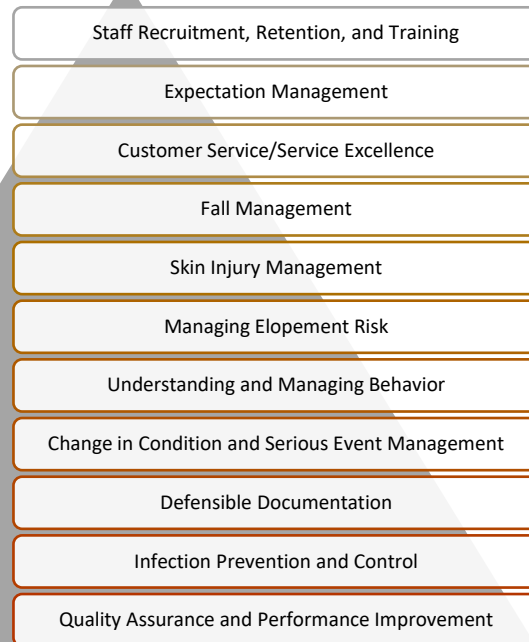 Staff Recruitment, Retention, and Training
Expectation Management
Customer Service/Service Excellence
Fall Management
Skin Injury Management
Managing Elopement Risk
Understanding and Managing Behavior
Change in Condition and Serious Event Management
Defensible Documentation
Infection Prevention and Control
Quality Assurance and Performance Improvement